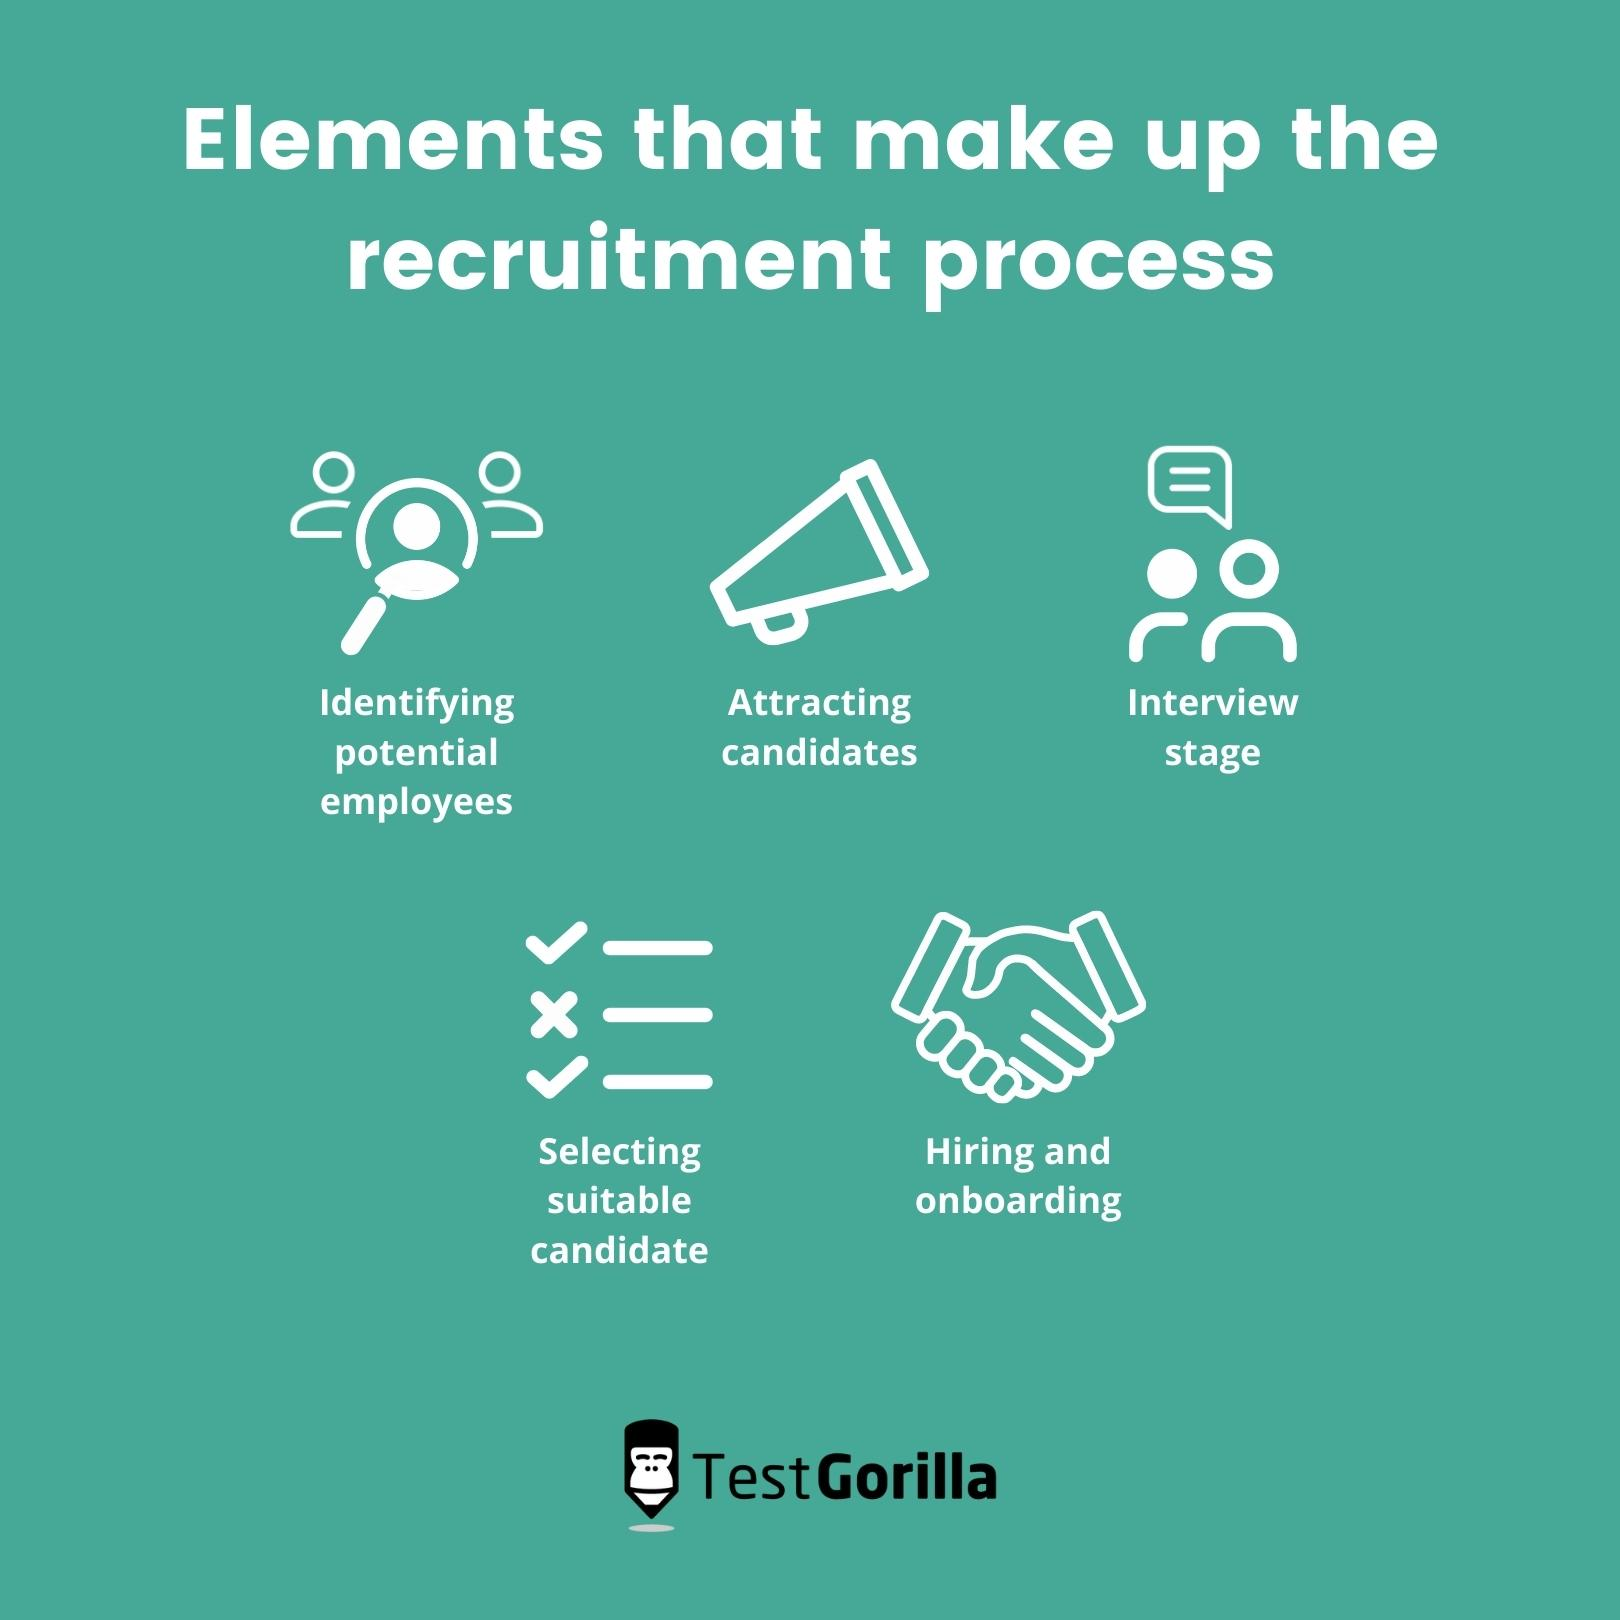 Elements that make up the
recruitment process
Identifying
potential
employees
Attracting
candidates
Interview
stage
Selecting
suitable
candidate
Hiring and
onboarding
TestGorilla